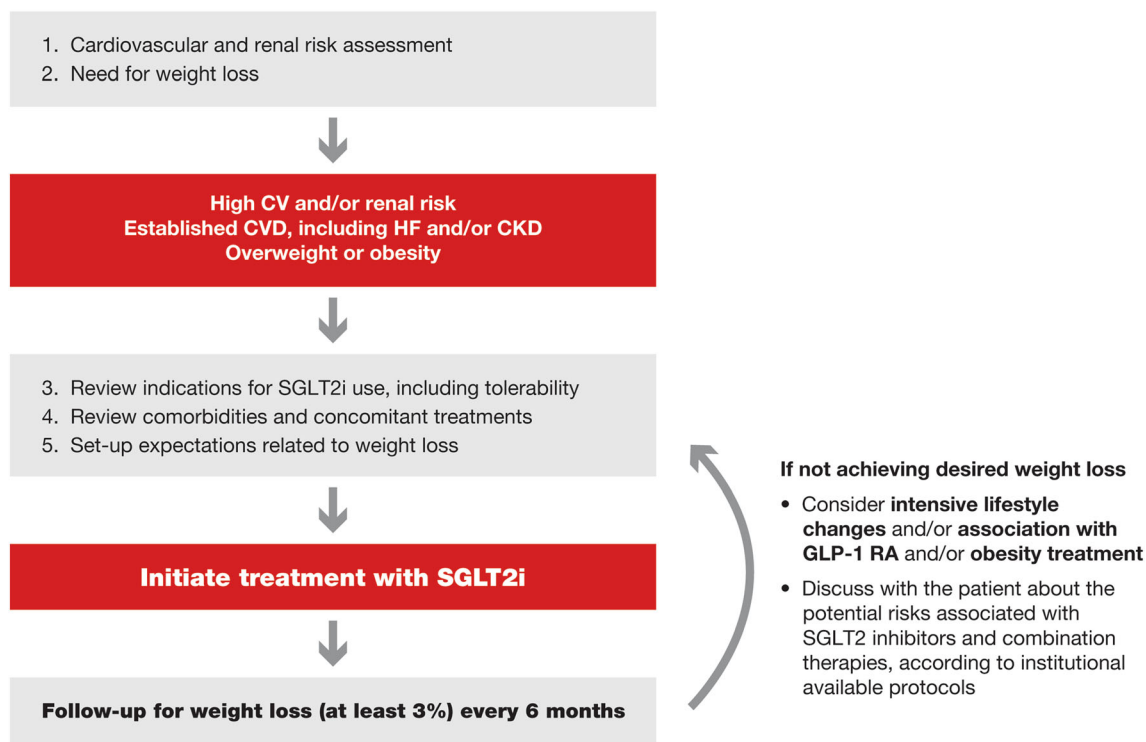 1. Cardiovascular and renal risk assessment
2. Need for weight loss
High CV and/or renal risk
Established CVD, including HF and/or CKD
Overweight or obesity
3. Review indications for SGLT2i use, including tolerability
4. Review comorbidities and concomitant treatments
5. Set-up expectations related to weight loss
Initiate treatment with SGLT2i
Follow-up for weight loss (at least 3%) every 6 months
If not achieving desired weight loss
• Consider intensive lifestyle
changes and/or association with
GLP-1 RA and/or obesity treatment
• Discuss with the patient about the
potential risks associated with
SGLT2 inhibitors and combination
therapies, according to institutional
available protocols